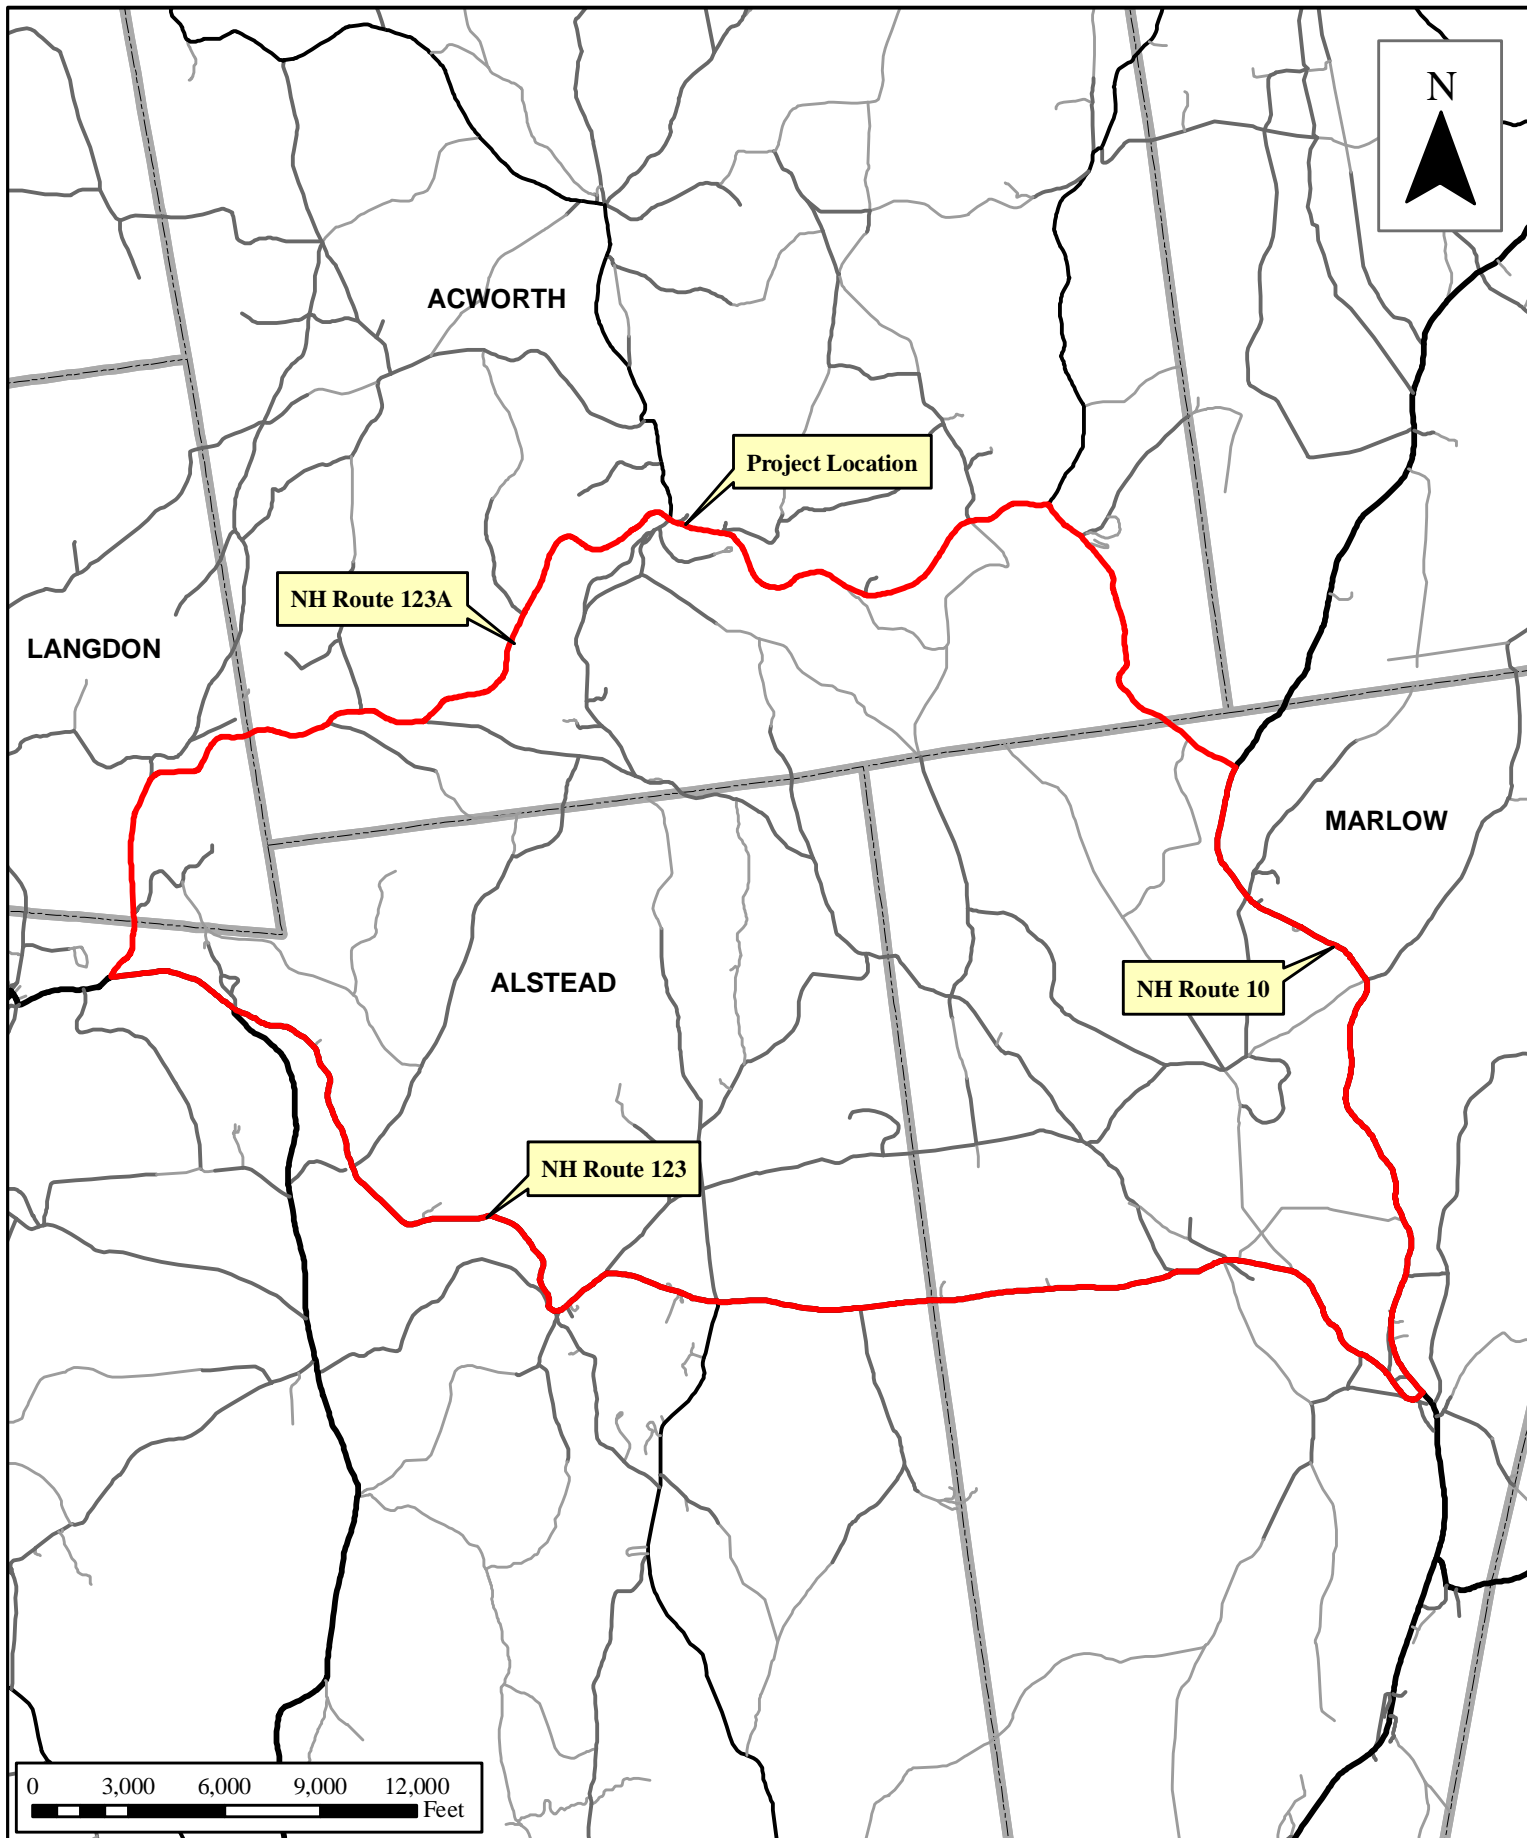 N
ACWORTH
Project Location
NH Route 123A
LANGDON
MARLOW
ALSTEAD
NH Route 10
NH Route 123
0 3,000 6,000 9,000 12,000
Feet